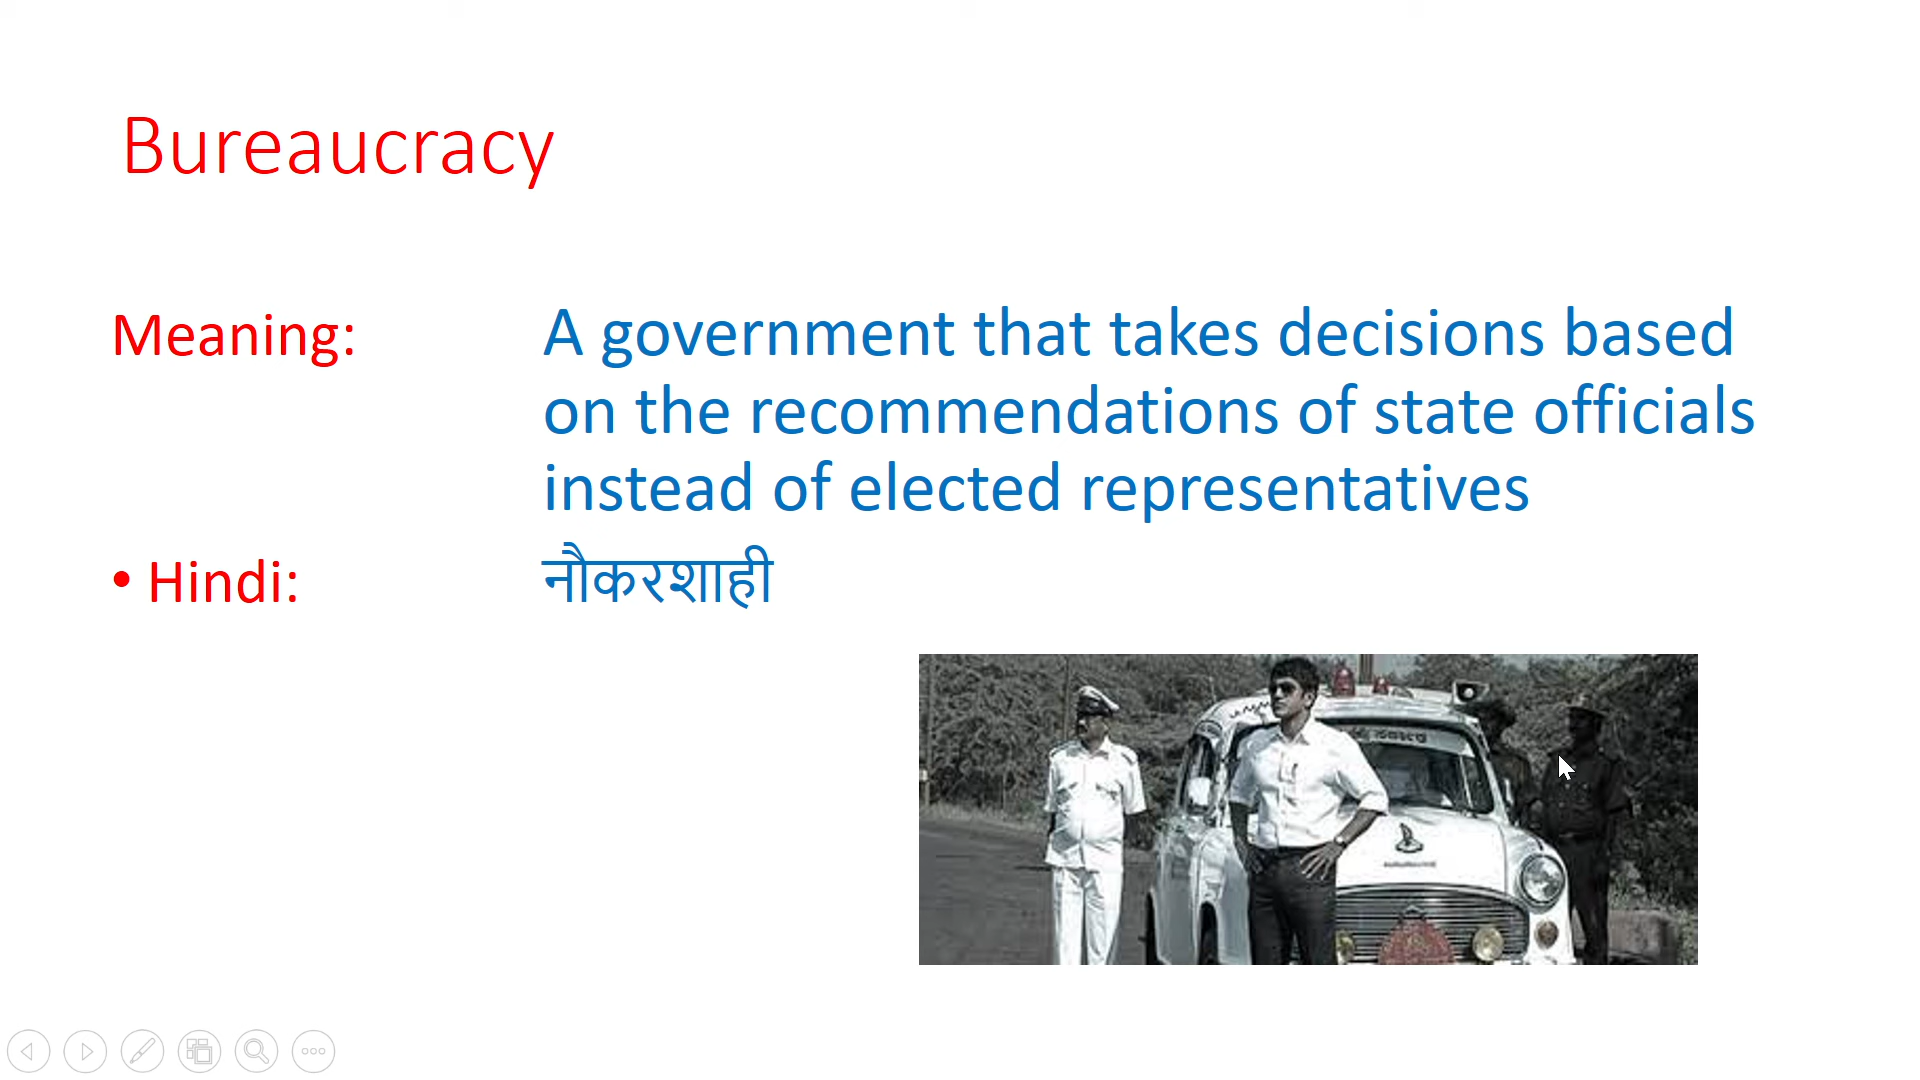 Bureaucracy
Meaning: A government that takes decisions based
on the recommendations of state officials
instead of elected representatives
• Hindi: नौकरशाही